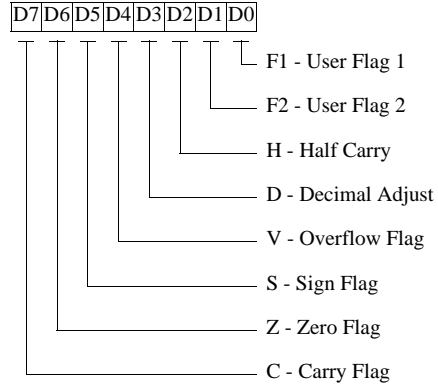 D7 D6 D5 D4 D3 D2 D1 D0
F1 - User Flag 1
F2 - User Flag 2
H - Half Carry
D - Decimal Adjust
V - Overflow Flag
S - Sign Flag
Z - Zero Flag
C - Carry Flag